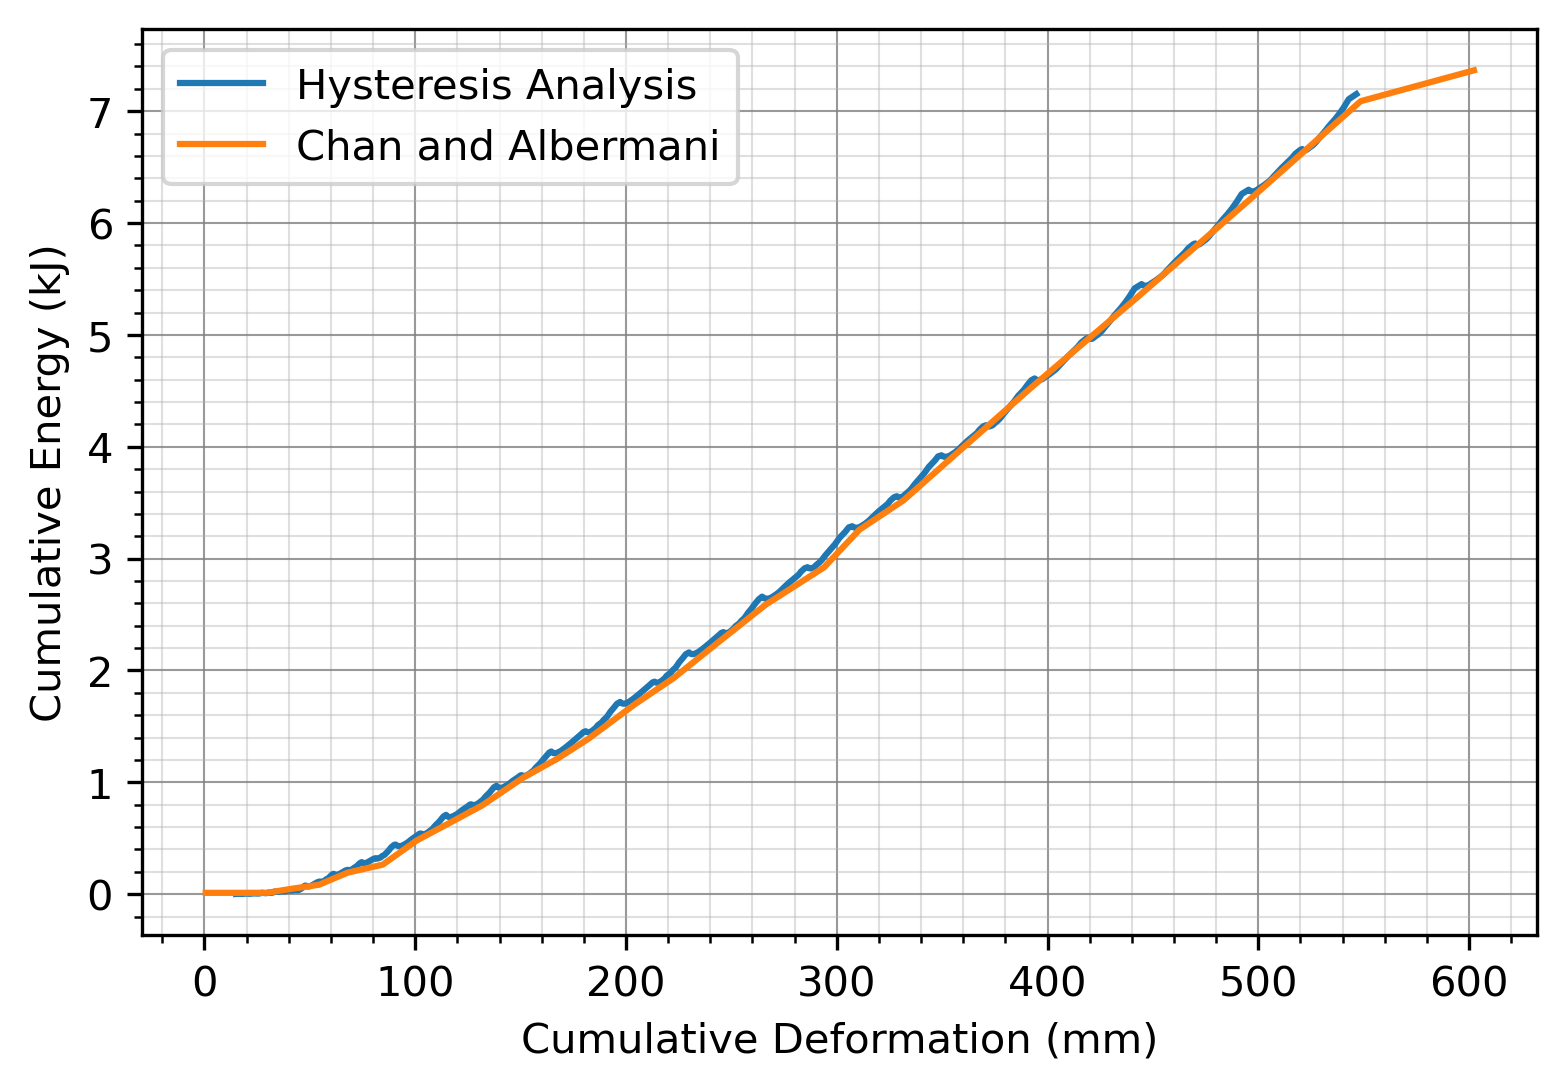 Hysteresis Analysis
Chan and Albermani
7
6
5
4
3
2
1
0
Cumulative Energy (kJ)
0 100 200 300 400 500 600
Cumulative Deformation (mm)